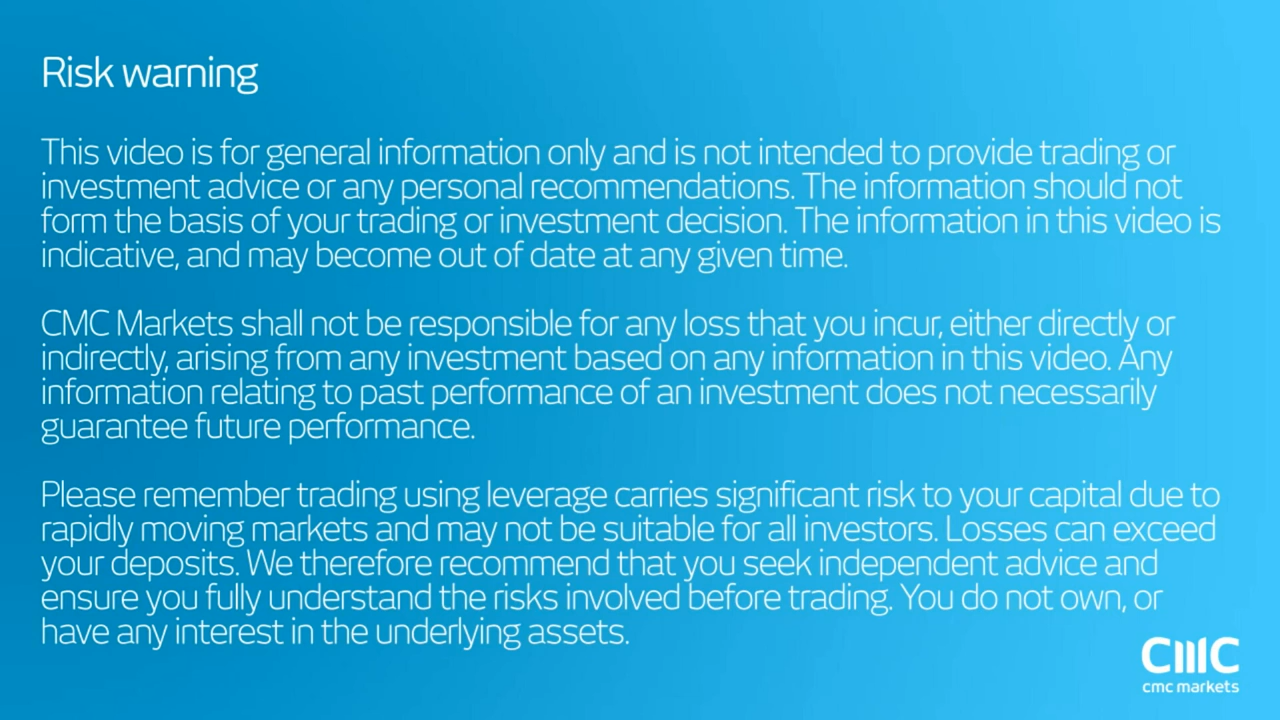 Risk warning
This video is for general information only and is not intended to provide trading or
investment advice or any personal recommendations. The information should not
form the basis of your trading or investment decision. The information in this video is
indicative, and may become out of date at any given time.
CMC Markets shall not be responsible for any loss that you incur, either directly or
indirectly, arising from any investment based on any information in this video. Any
information relating to past performance of an investment does not necessarily
guarantee future performance.
Please remember trading using leverage carries significant risk to your capital due to
rapidly moving markets and may not be suitable for all investors. Losses can exceed
your deposits. We therefore recommend that you seek independent advice and
ensure you fully understand the risks involved before trading. You do not own, or
have any interest in the underlying assets.
CMC
cmc markets